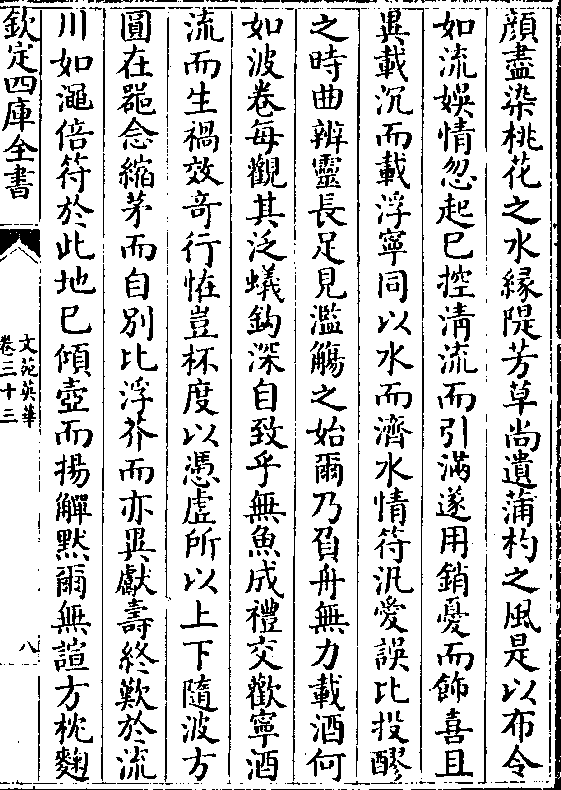 顔盡染桃花之水緣隄芳草尚遺蒲杓之風是以布令
如流娛情忽起已控淸流而引滿遂用銷憂而飾喜且
異載沉而載浮寧同以水而濟水情符汎愛誤比投醪
之時曲辨靈長足見濫觴之始爾乃負舟無力載酒何
如波卷每觀其泛蟻鈎深自致乎無魚成禮交歡寧酒
流而生禍效竒行恠豈杯度以憑虛所以上下隨波方
圓在噐念縮茅而自別比浮芥而亦異獻壽終歎於流
川如澠倍符於此地已傾壺而揚觶默爾無諠方枕麴
欽定四庫全書
文苑英華
卷三十三
八